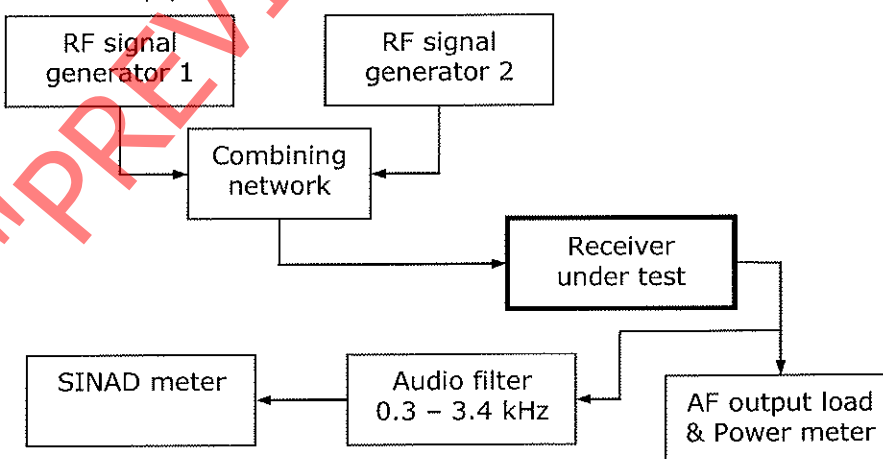 RF signal
generator 1
RF signal
generator 2
Combining
network
Receiver
under test
SINAD meter
Audio filter
0.3 – 3.4 kHz
AF output load
& Power meter